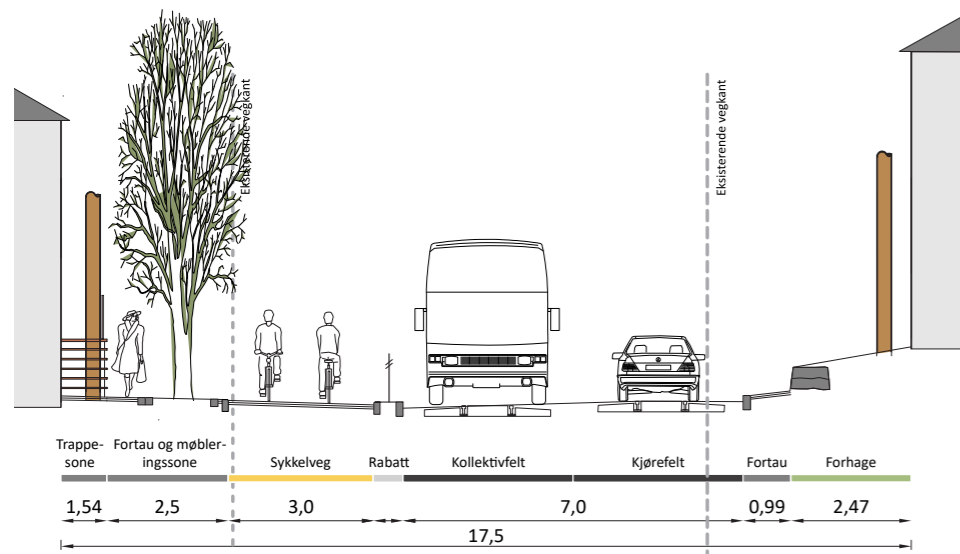 Eksisterende vegkant
Eksisterende vegkant
Trappe-
sone
Fortau og møbler-
ingssone
Sykkelveg
Rabatt
Kollektivfelt
Kjørefelt
Fortau
Forhage
1,54
2,5
3,0
7,0
0,99
2,47
17,5